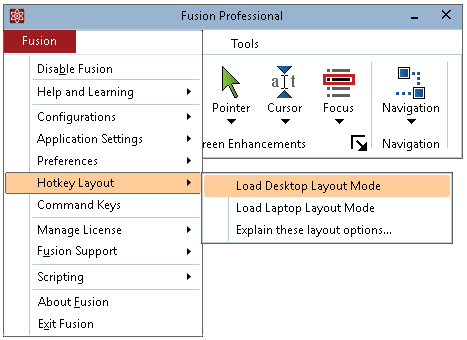 Fusion Professional
Fusion
Tools
Disable Fusion
Help and Learning
Configurations
Application Settings
Preferences
Hotkey Layout
Command Keys
Manage License
Fusion Support
Scripting
About Fusion
Exit Fusion
aIt
Pointer
Cursor
Focus
Navigation
reen Enhancements
Navigation
Load Desktop Layout Mode
Load Laptop Layout Mode
Explain these layout options...